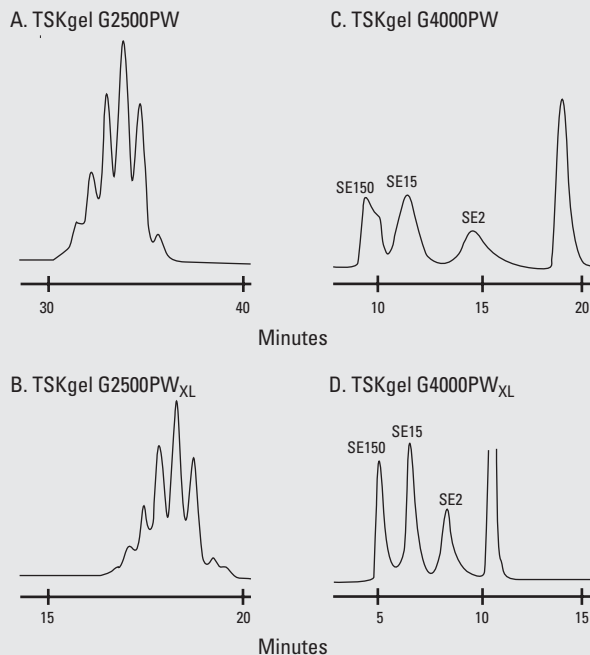 A. TSKgel G2500PW
30 40
C. TSKgel G4000PW
SE150 SE15 SE2
10 15 20
Minutes
B. TSKgel G2500PWXL
15 20
D. TSKgel G4000PWXL
SE150 SE15 SE2
5 10 15
Minutes